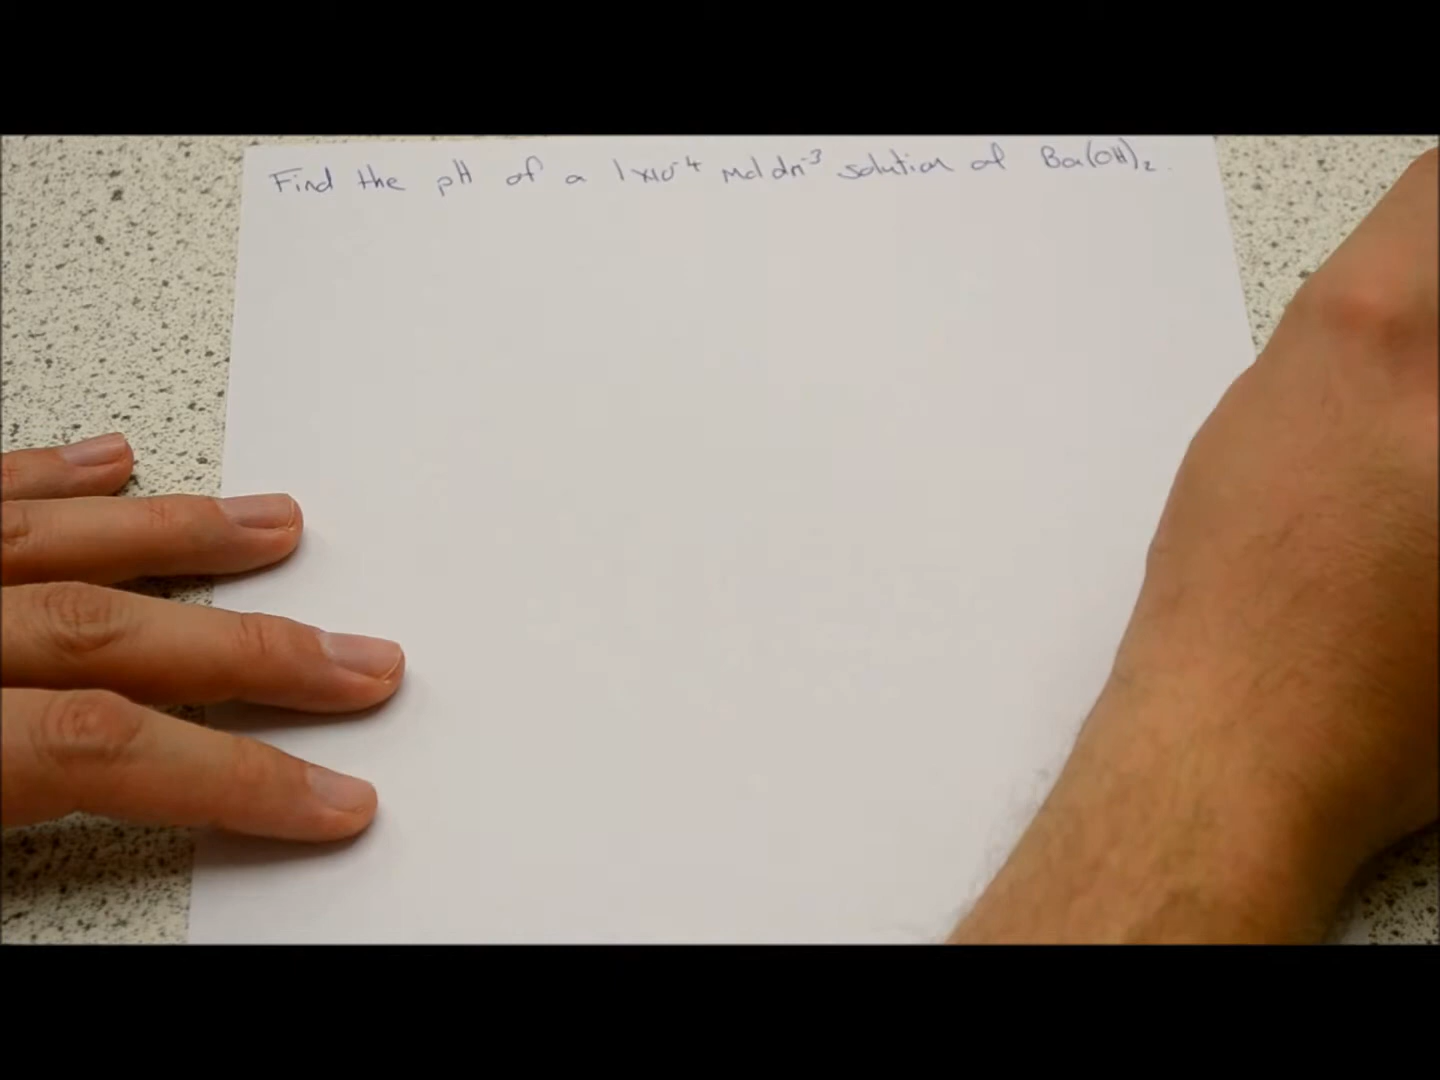 Find the pH of a 1x10⁻⁴ mol dm⁻³ solution of Ba(OH)₂.